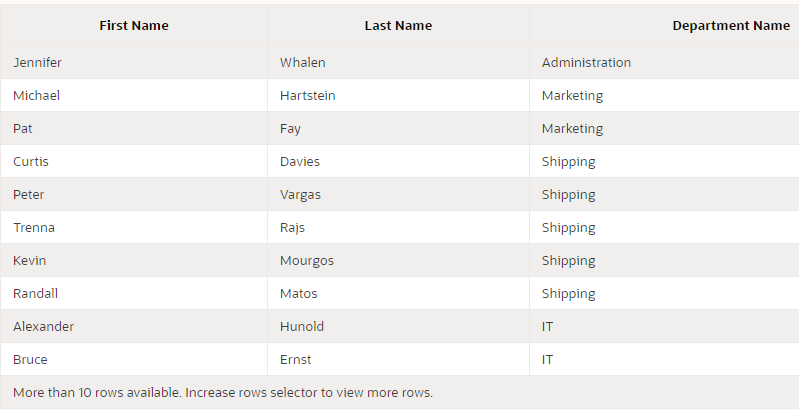 First Name Last Name Department Name
Jennifer Whalen Administration
Michael Hartstein Marketing
Pat Fay Marketing
Curtis Davies Shipping
Peter Vargas Shipping
Trenna Rajs Shipping
Kevin Mourgos Shipping
Randall Matos Shipping
Alexander Hunold IT
Bruce Ernst IT
More than 10 rows available. Increase rows selector to view more rows.